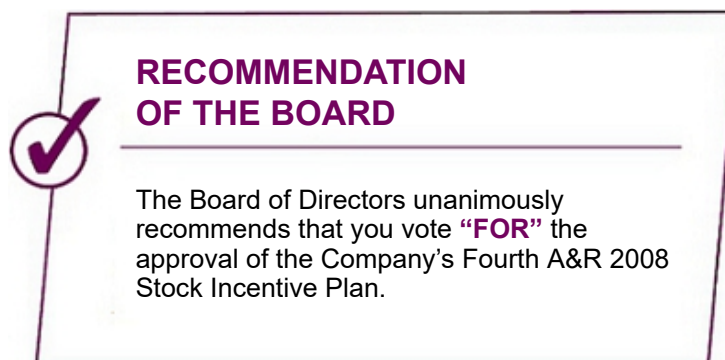 RECOMMENDATION
OF THE BOARD
The Board of Directors unanimously
recommends that you vote “FOR” the
approval of the Company’s Fourth A&R 2008
Stock Incentive Plan.